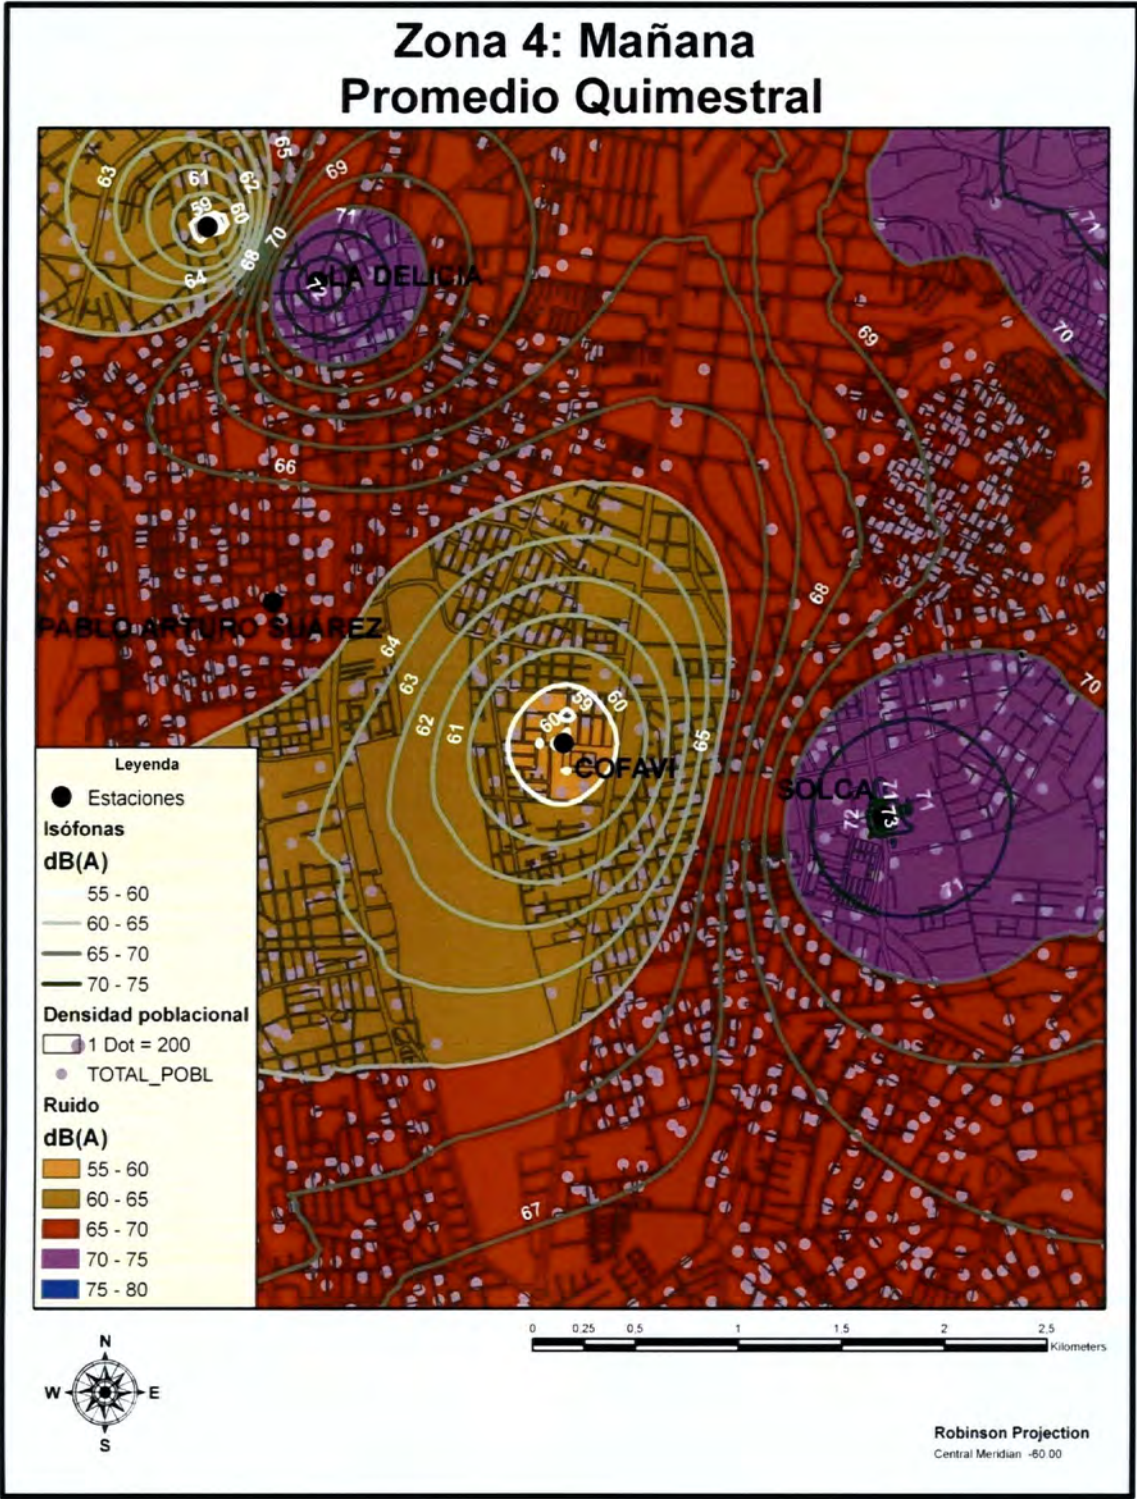 Zona 4: Mañana
Promedio Quimestral
65
69
63
61
62
59
60
71
70
68
64
72
LA DELICIA
71
70
69
66
68
PABLO ARTURO SUÁREZ
64
63
62
61
60
59
60
65
COFAVI
70
SOLCA
71
73
71
72
71
67
Leyenda
Estaciones
Isófonas
dB(A)
55 - 60
60 - 65
65 - 70
70 - 75
Densidad poblacional
1 Dot = 200
TOTAL_POBL
Ruido
dB(A)
55 - 60
60 - 65
65 - 70
70 - 75
75 - 80
N
W E
S
0 0.25 0.5 1 1.5 2 2.5
Kilometers
Robinson Projection
Central Meridian -60.00